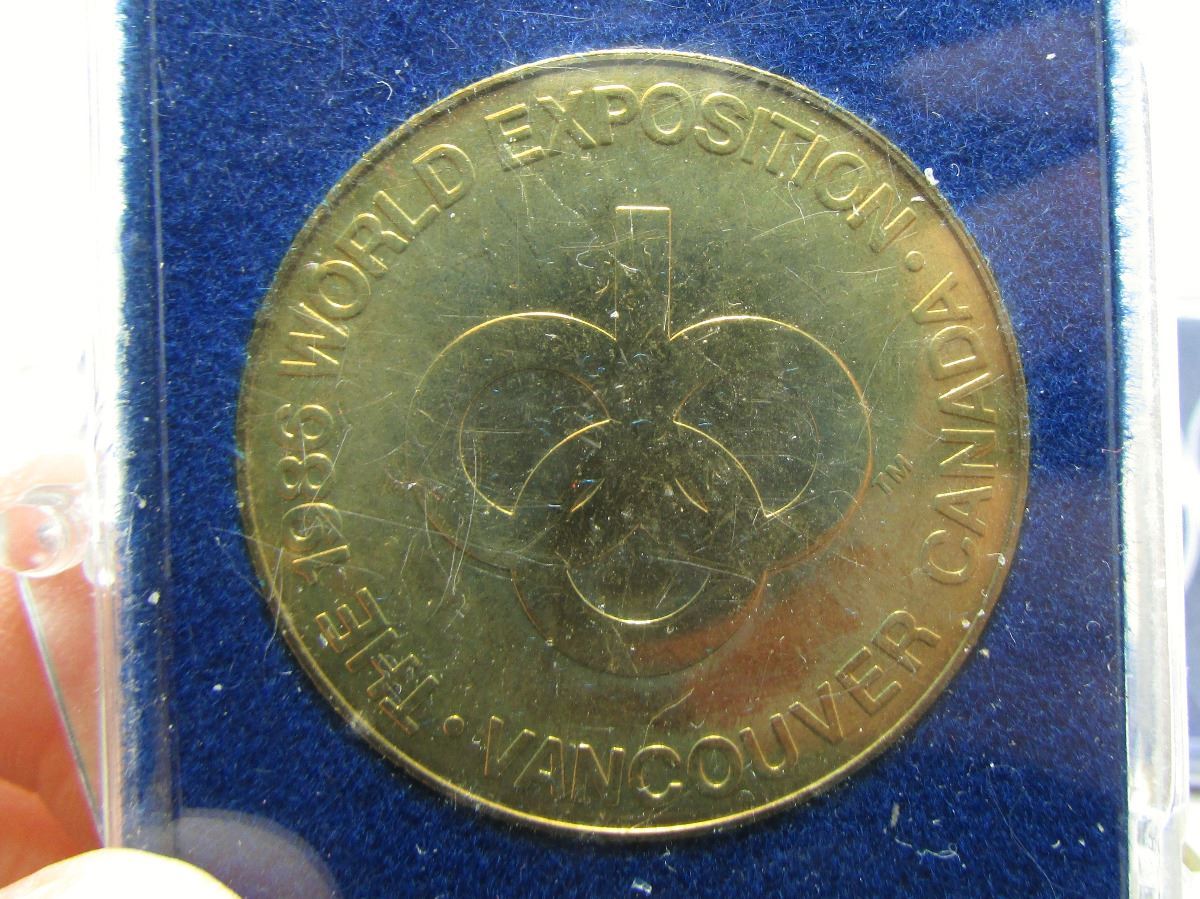 THE 1986 WORLD EXPOSITION · VANCOUVER CANADA ·
TM